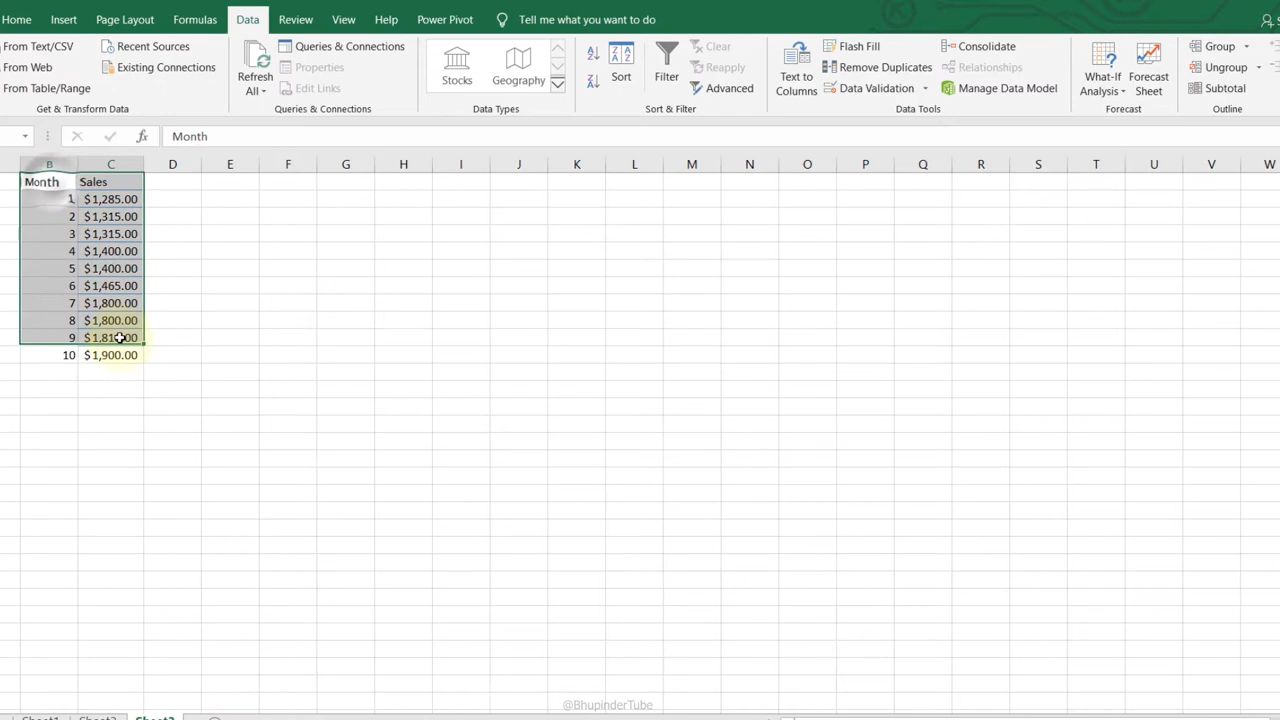 Home Insert Page Layout Formulas Data Review View Help Power Pivot Tell me what you want to do
From Text/CSV Recent Sources
From Web Existing Connections
From Table/Range
Get & Transform Data
Refresh All
Queries & Connections
Properties
Edit Links
Queries & Connections
Stocks Geography
Data Types
Sort Filter
Clear
Reapply
Advanced
Sort & Filter
Text to Columns
Flash Fill
Remove Duplicates
Data Validation
Consolidate
Relationships
Manage Data Model
Data Tools
What-If Analysis
Forecast Sheet
Forecast
Group
Ungroup
Subtotal
Outline
fx Month
B C D E F G H I J K L M N O P Q R S T U V W
Month Sales
1 $1,285.00
2 $1,315.00
3 $1,315.00
4 $1,400.00
5 $1,400.00
6 $1,465.00
7 $1,800.00
8 $1,800.00
9
10 $1,900.00
@BhupinderTube